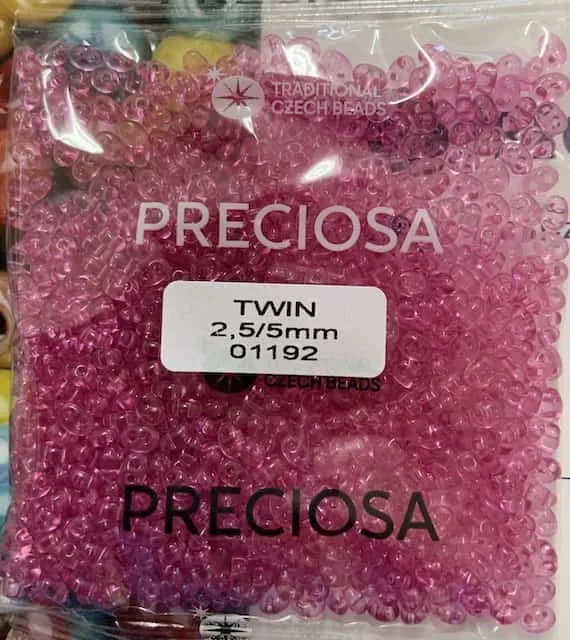 TRADITIONAL
CZECH BEADS
PRECIOSA
TWIN
2,5/5mm
01192
CZECH BEADS
PRECIOSA